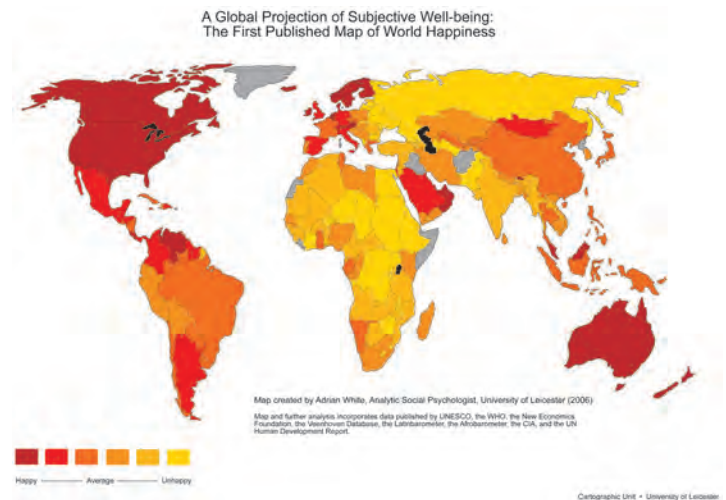 A Global Projection of Subjective Well-being:
The First Published Map of World Happiness
Map created by Adrian White, Analytic Social Psychologist, University of Leicester (2006)
Map and further analysis incorporates data published by UNESCO, the WHO, the New Economics
Foundation, the Veenhoven Database, the Latinbarometer, the Afrobarometer, the CIA, and the UN
Human Development Report.
Happy Average Unhappy
Cartographic Unit • University of Leicester